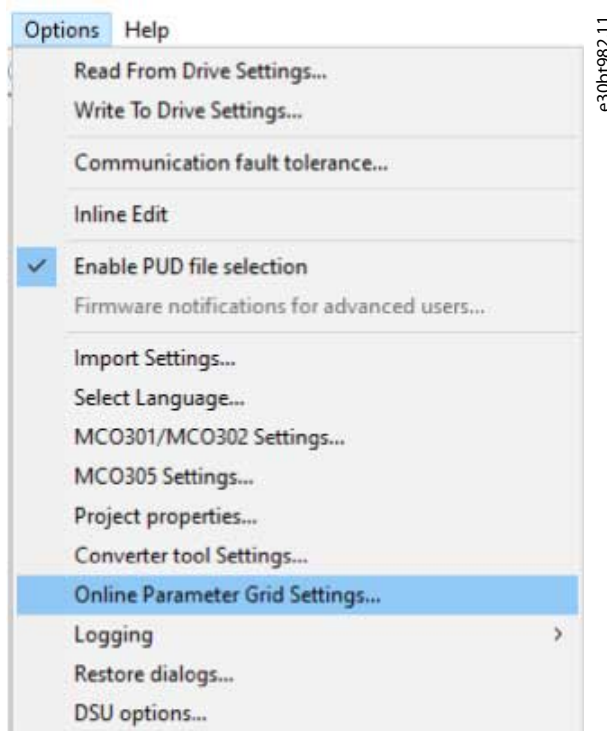 Options Help
Read From Drive Settings...
Write To Drive Settings...
Communication fault tolerance...
Inline Edit
Enable PUD file selection
Firmware notifications for advanced users...
Import Settings...
Select Language...
MCO301/MCO302 Settings...
MCO305 Settings...
Project properties...
Converter tool Settings...
Online Parameter Grid Settings...
Logging
Restore dialogs...
DSU options...
e30bt982.11